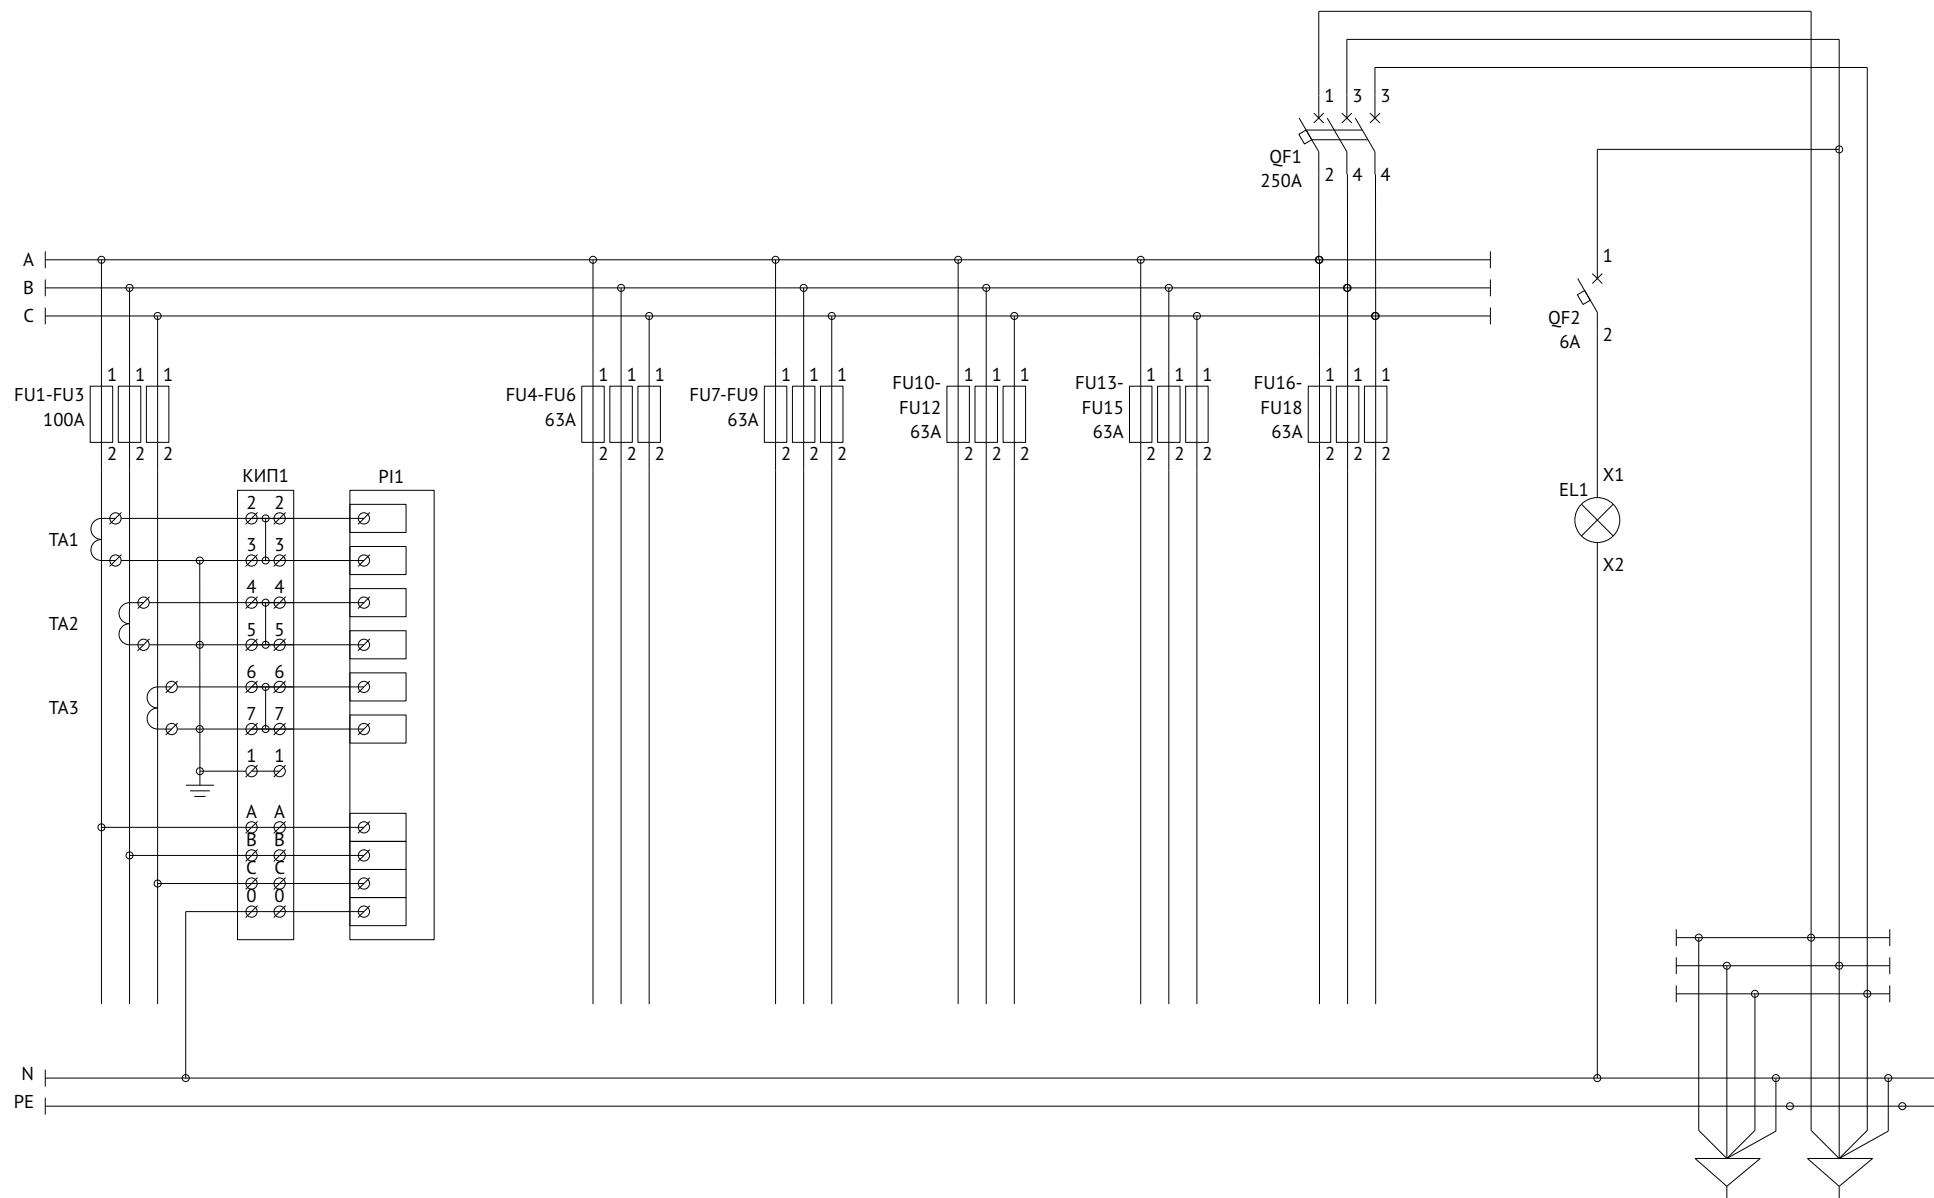 1 3 3
QF1
250A
2 4 4
A
B
C
1
QF2
6A
2
FU1-FU3
100A
1 1 1
2 2 2
FU4-FU6
63A
1 1 1
2 2 2
FU7-FU9
63A
1 1 1
2 2 2
FU10-
FU12
63A
1 1 1
2 2 2
FU13-
FU15
63A
1 1 1
2 2 2
FU16-
FU18
63A
1 1 1
2 2 2
X1
EL1
X2
КИП1
PI1
2 2
TA1
3 3
4 4
TA2
5 5
6 6
TA3
7 7
1 1
A A
B B
C C
0 0
N
PE